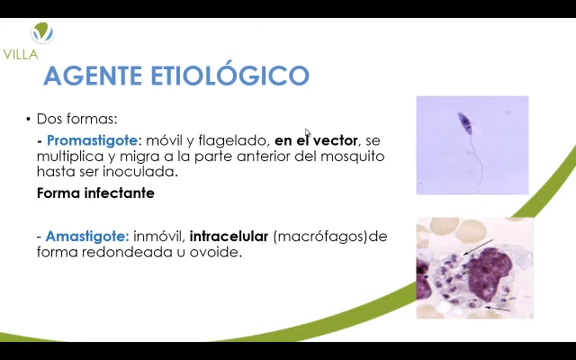 VILLA
AGENTE ETIOLÓGICO
• Dos formas:
- Promastigote: móvil y flagelado, en el vector, se
multiplica y migra a la parte anterior del mosquito
hasta ser inoculada.
Forma infectante
- Amastigote: inmóvil, intracelular (macrófagos)de
forma redondeada u ovoide.